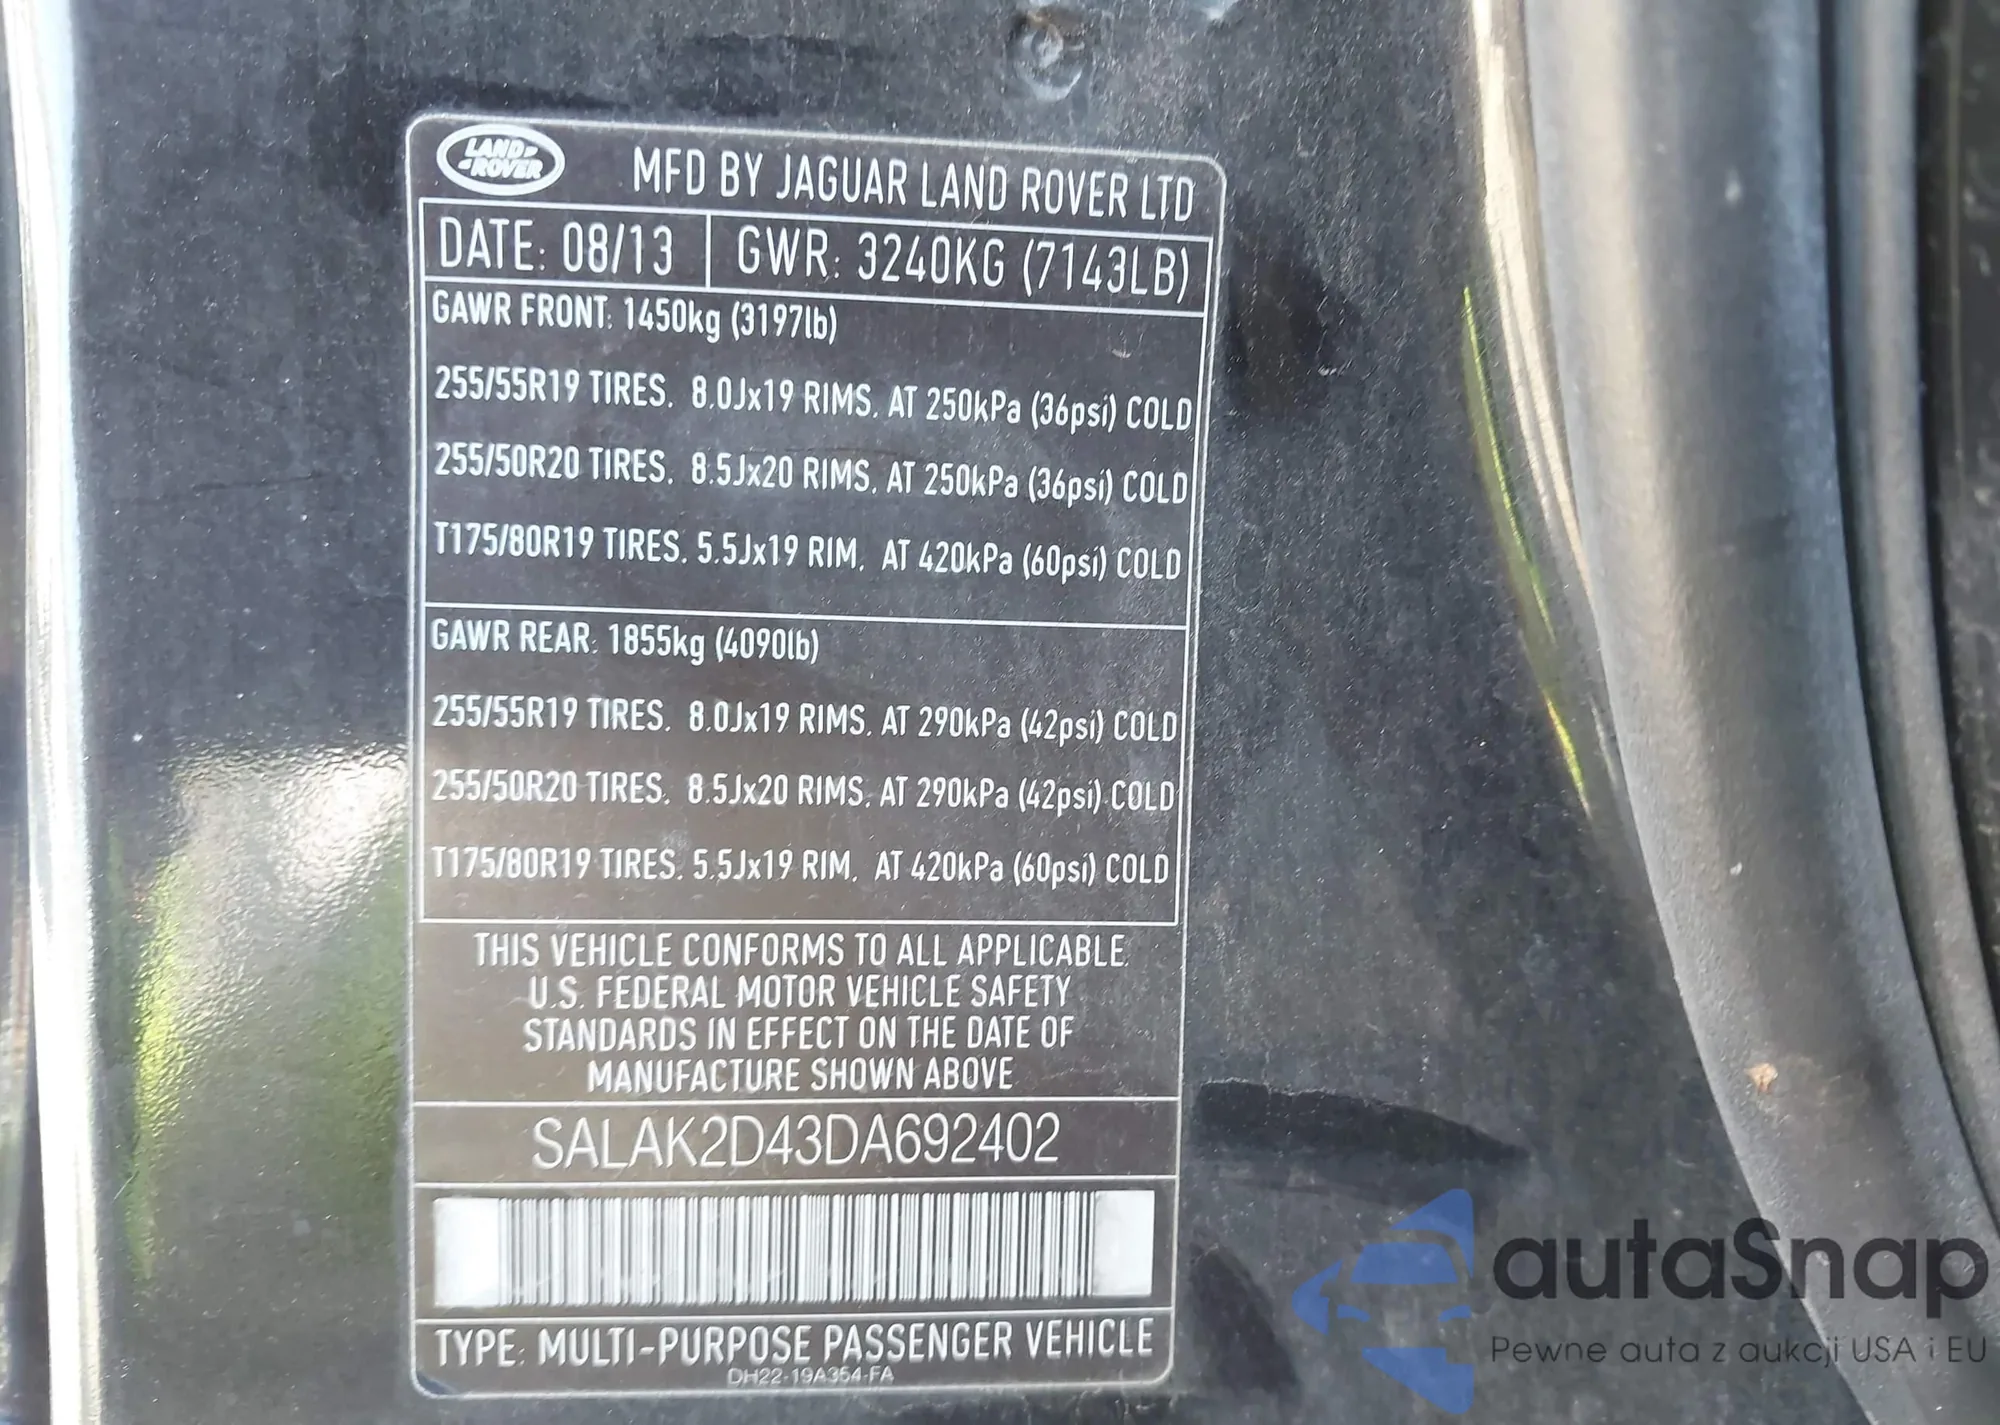 LAND
ROVER
MFD BY JAGUAR LAND ROVER LTD
DATE: 08/13 GWR: 3240KG (7143LB)
GAWR FRONT: 1450kg (3197lb)
255/55R19 TIRES. 8.0Jx19 RIMS. AT 250kPa (36psi) COLD
255/50R20 TIRES. 8.5Jx20 RIMS. AT 250kPa (36psi) COLD
T175/80R19 TIRES. 5.5Jx19 RIM. AT 420kPa (60psi) COLD
GAWR REAR: 1855kg (4090lb)
255/55R19 TIRES. 8.0Jx19 RIMS. AT 290kPa (42psi) COLD
255/50R20 TIRES. 8.5Jx20 RIMS. AT 290kPa (42psi) COLD
T175/80R19 TIRES. 5.5Jx19 RIM. AT 420kPa (60psi) COLD
THIS VEHICLE CONFORMS TO ALL APPLICABLE
U.S. FEDERAL MOTOR VEHICLE SAFETY
STANDARDS IN EFFECT ON THE DATE OF
MANUFACTURE SHOWN ABOVE
SALAK2D43DA692402
TYPE: MULTI-PURPOSE PASSENGER VEHICLE
DH22-19A354-FA
autaSnap
Pewne auta z aukcji USA i EU